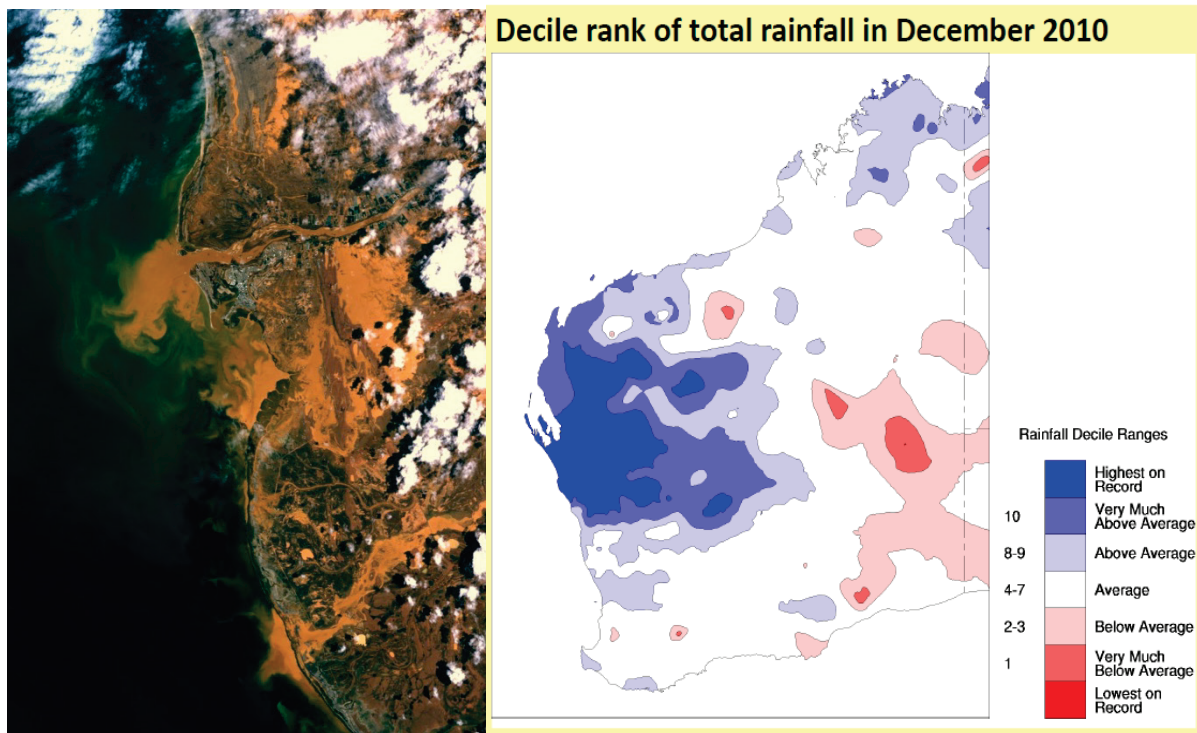 Decile rank of total rainfall in December 2010
Rainfall Decile Ranges
Highest on
Record
10
Very Much
Above Average
8-9
Above Average
4-7
Average
2-3
Below Average
1
Very Much
Below Average
Lowest on
Record